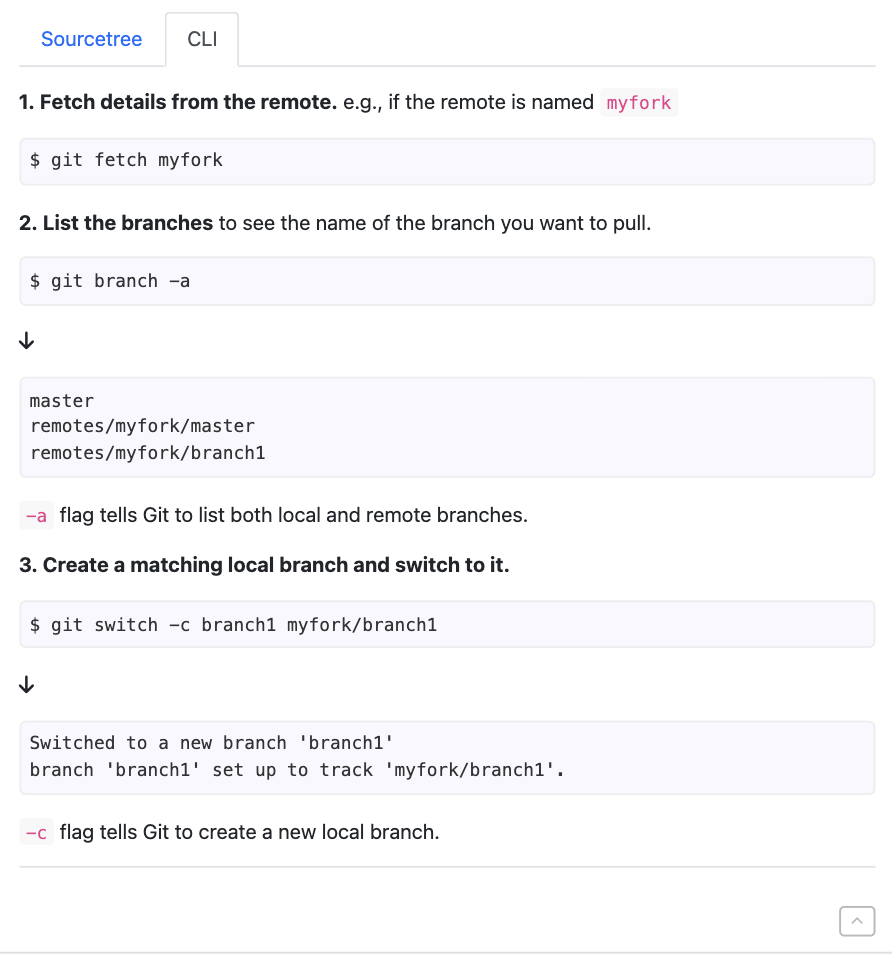 Sourcetree
CLI
1. Fetch details from the remote. e.g., if the remote is named myfork
$ git fetch myfork
2. List the branches to see the name of the branch you want to pull.
$ git branch -a
↓
master
remotes/myfork/master
remotes/myfork/branch1
-a flag tells Git to list both local and remote branches.
3. Create a matching local branch and switch to it.
$ git switch -c branch1 myfork/branch1
↓
Switched to a new branch 'branch1'
branch 'branch1' set up to track 'myfork/branch1'.
-c flag tells Git to create a new local branch.